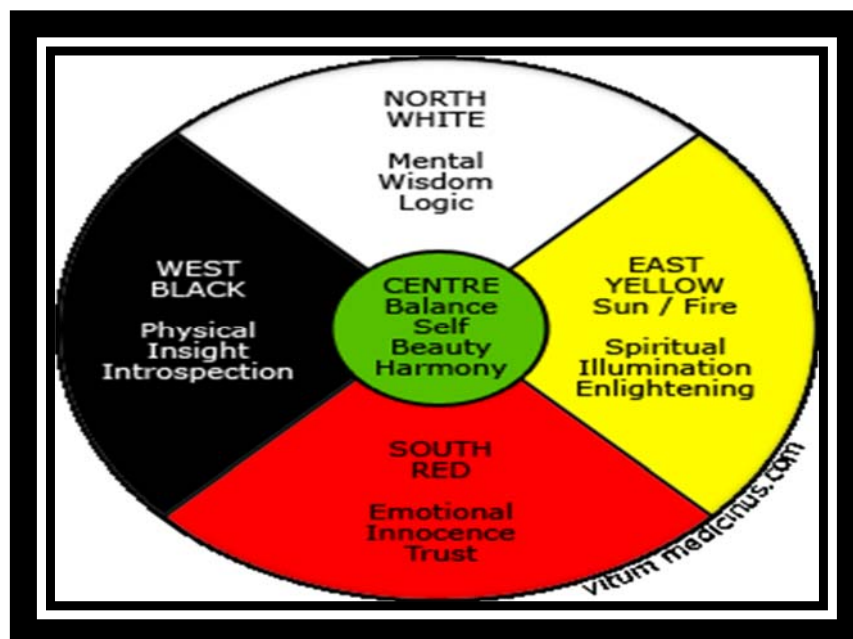 NORTH
WHITE
Mental
Wisdom
Logic
WEST
BLACK
Physical
Insight
Introspection
CENTRE
Balance
Self
Beauty
Harmony
EAST
YELLOW
Sun / Fire
Spiritual
Illumination
Enlightening
SOUTH
RED
Emotional
Innocence
Trust
vitum medicinus.com